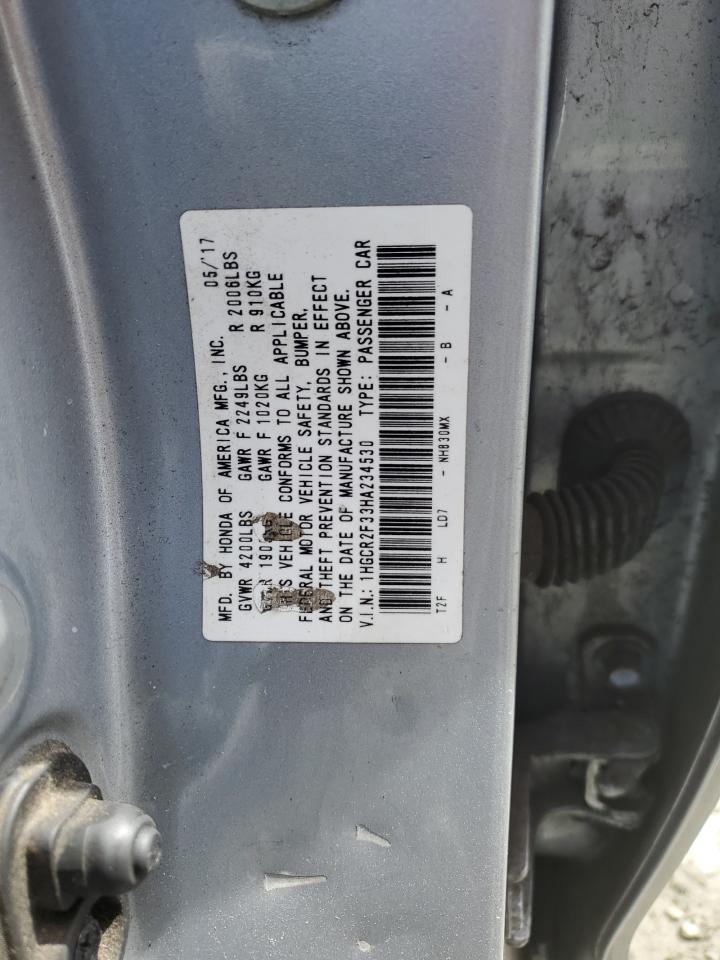 MFD. BY HONDA OF AMERICA MFG., INC. 05/'17
GVWR 4200LBS GAWR F 2249LBS R 2006LBS
GAWR F 1020KG R 910KG
VEHICLE CONFORMS TO ALL APPLICABLE
FEDERAL MOTOR VEHICLE SAFETY, BUMPER,
AND THEFT PREVENTION STANDARDS IN EFFECT
ON THE DATE OF MANUFACTURE SHOWN ABOVE.
V.I.N.: 1HGCR2F33HA234530 TYPE: PASSENGER CAR
T2F H LD7 - NH830MX - B - A